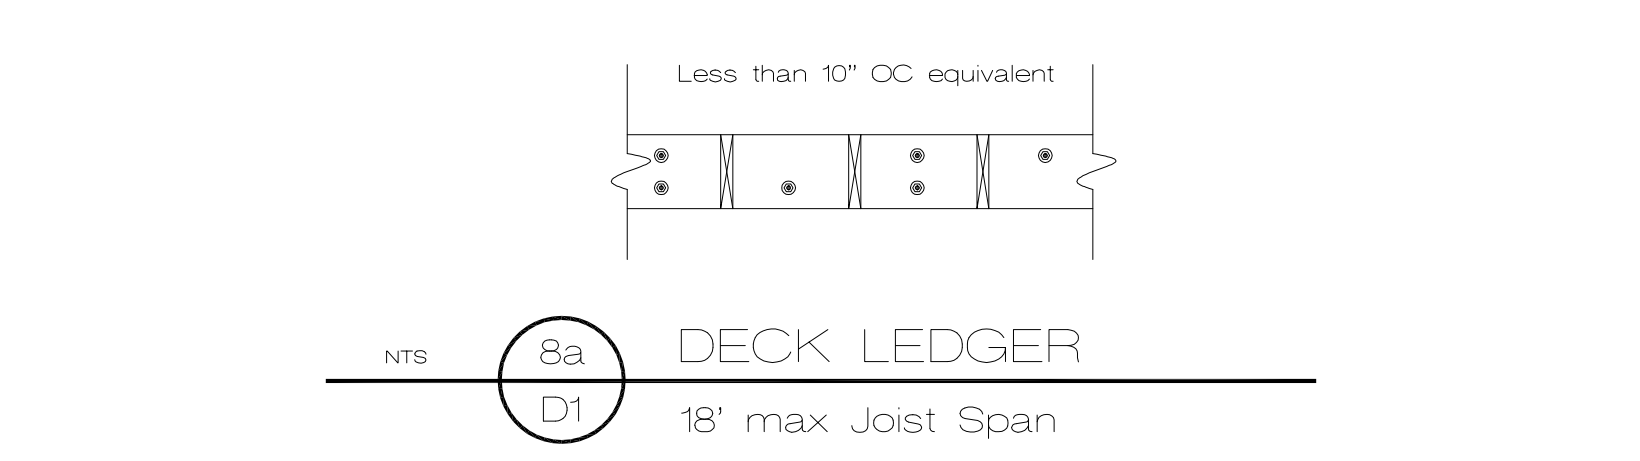 Less than 10” OC equivalent
NTS
8a
DECK LEDGER
D1
18’ max Joist Span